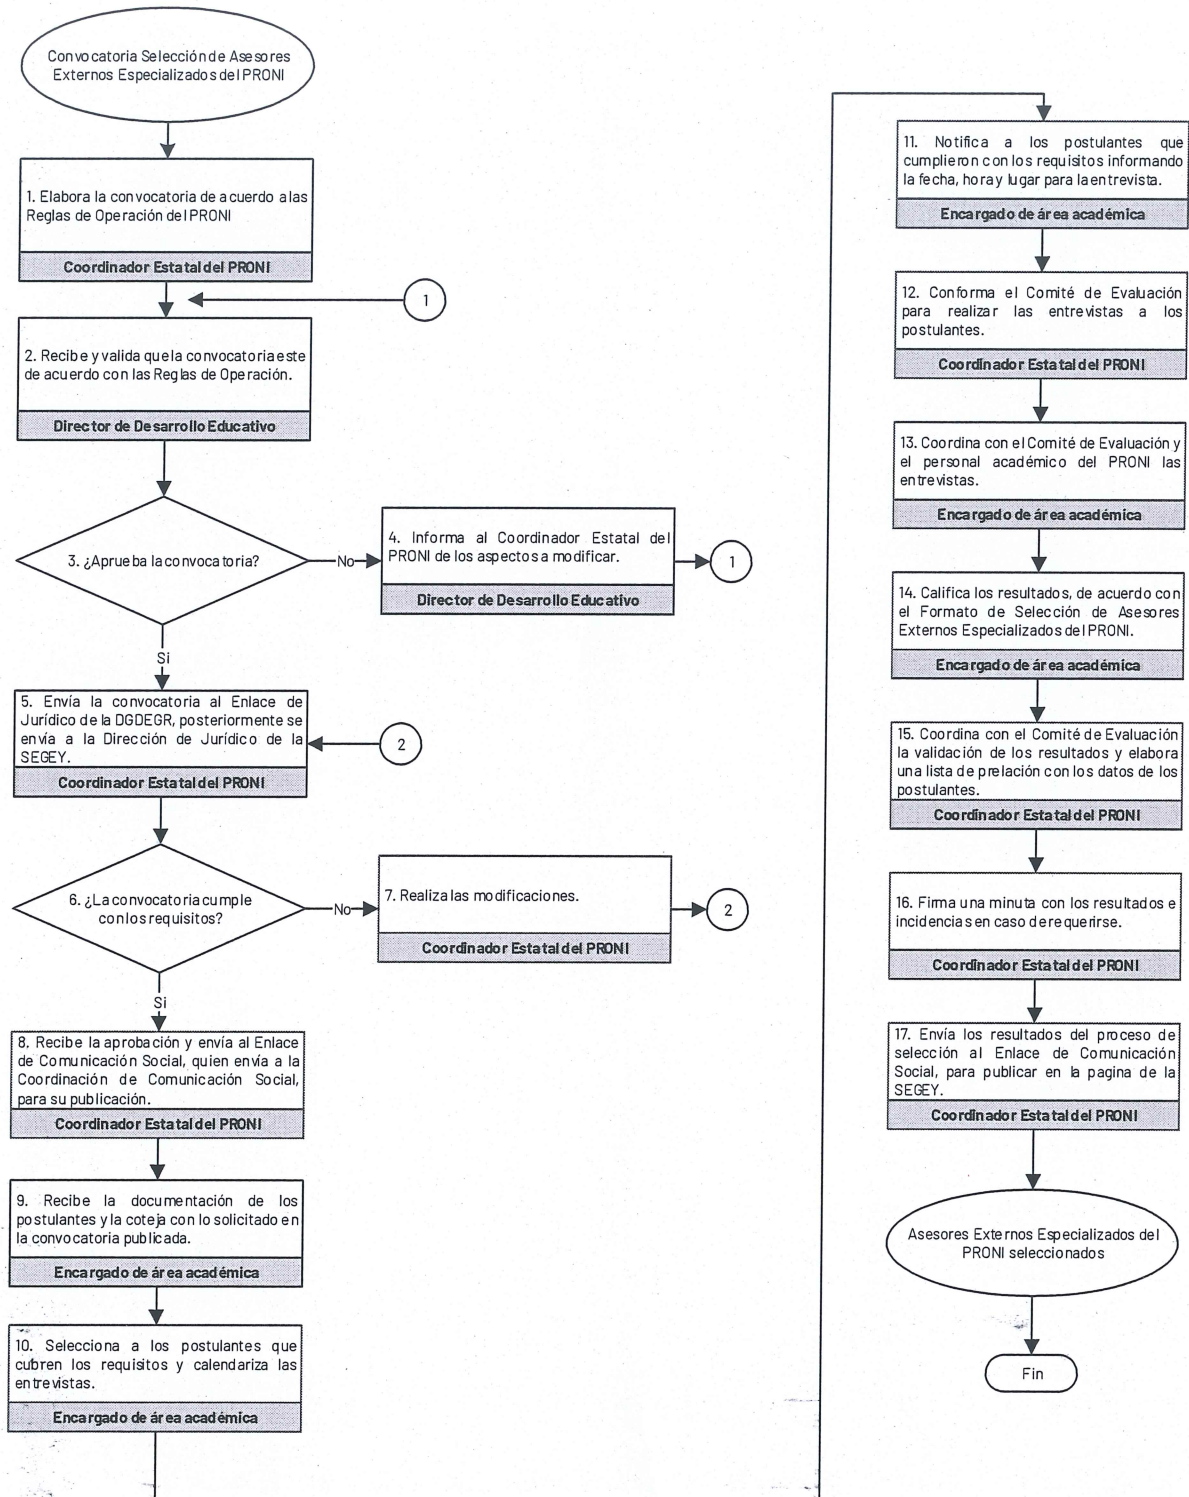 Convocatoria Selección de Asesores
Externos Especializados del PRONI
1. Elabora la convocatoria de acuerdo a las
Reglas de Operación del PRONI
Coordinador Estatal del PRONI
1
2. Recibe y valida que la convocatoria este
de acuerdo con las Reglas de Operación.
Director de Desarrollo Educativo
3. ¿Aprueba la convocatoria?
No
4. Informa al Coordinador Estatal del
PRONI de los aspectos a modificar.
Director de Desarrollo Educativo
1
Si
5. Envía la convocatoria al Enlace de
Jurídico de la DGDEGR, posteriormente se
envía a la Dirección de Jurídico de la
SEGEY.
Coordinador Estatal del PRONI
2
6. ¿La convocatoria cumple
con los requisitos?
No
7. Realiza las modificaciones.
Coordinador Estatal del PRONI
2
Si
8. Recibe la aprobación y envía al Enlace
de Comunicación Social, quien envía a la
Coordinación de Comunicación Social,
para su publicación.
Coordinador Estatal del PRONI
9. Recibe la documentación de los
postulantes y la coteja con lo solicitado en
la convocatoria publicada.
Encargado de área académica
10. Selecciona a los postulantes que
cubren los requisitos y calendariza las
entrevistas.
Encargado de área académica
11. Notifica a los postulantes que
cumplieron con los requisitos informando
la fecha, hora y lugar para la entrevista.
Encargado de área académica
12. Conforma el Comité de Evaluación
para realizar las entrevistas a los
postulantes.
Coordinador Estatal del PRONI
13. Coordina con el Comité de Evaluación y
el personal académico del PRONI las
entrevistas.
Encargado de área académica
14. Califica los resultados, de acuerdo con
el Formato de Selección de Asesores
Externos Especializados del PRONI.
Encargado de área académica
15. Coordina con el Comité de Evaluación
la validación de los resultados y elabora
una lista de prelación con los datos de los
postulantes.
Coordinador Estatal del PRONI
16. Firma una minuta con los resultados e
incidencias en caso de requerirse.
Coordinador Estatal del PRONI
17. Envía los resultados del proceso de
selección al Enlace de Comunicación
Social, para publicar en la pagina de la
SEGEY.
Coordinador Estatal del PRONI
Asesores Externos Especializados del
PRONI seleccionados
Fin